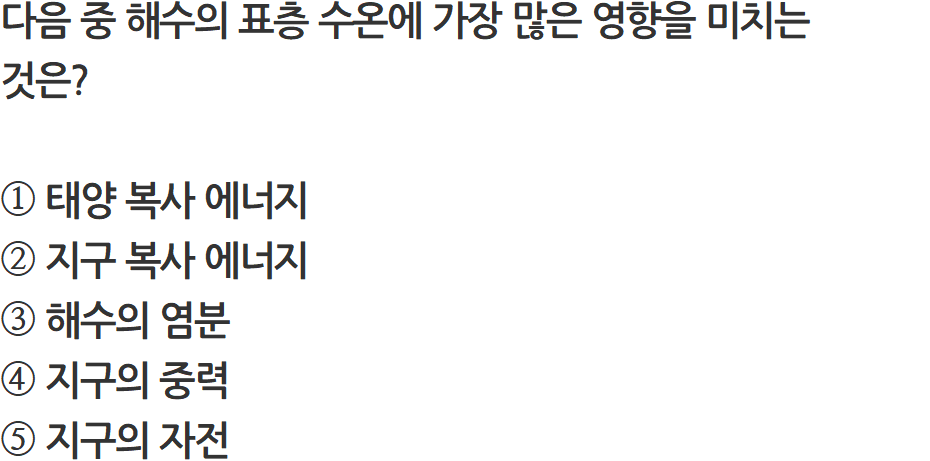 다음 중 해수의 표층 수온에 가장 많은 영향을 미치는
것은?
① 태양 복사 에너지
② 지구 복사 에너지
③ 해수의 염분
④ 지구의 중력
⑤ 지구의 자전